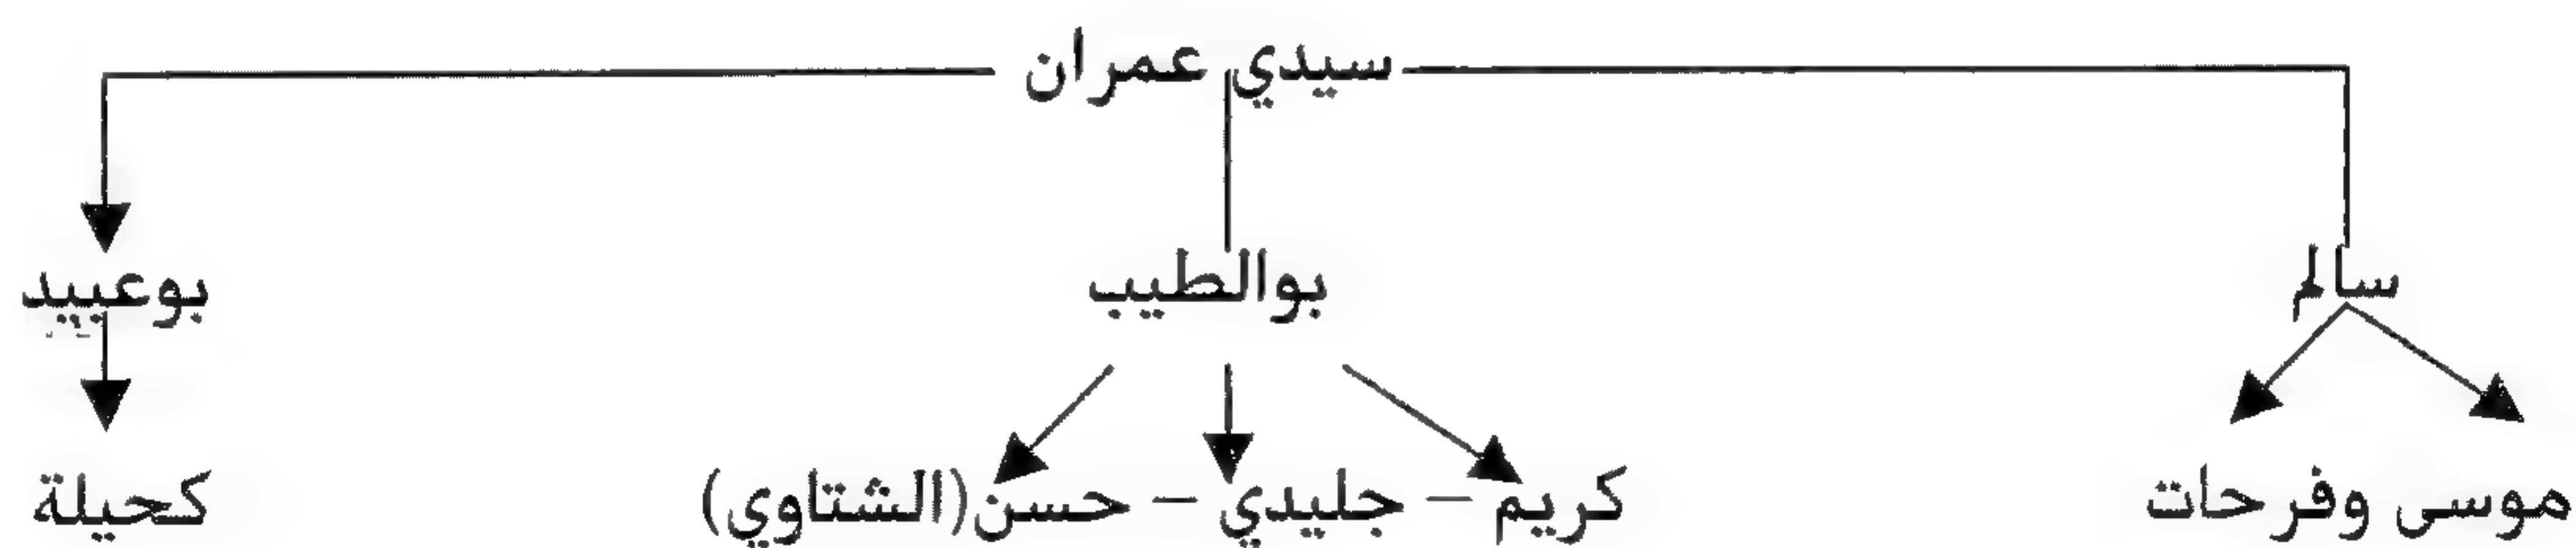 سيدي عمران
سالم
بوالطيب
بوعبيد
موسى وفرحات
كريم – جليدي – حسن(الشتاوي)
كحيلة